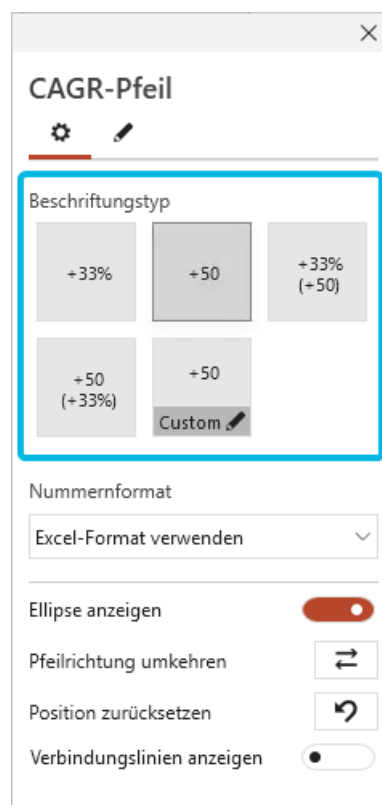 CAGR-Pfeil
Beschriftungstyp
+33%
+50
+33%
(+50)
+50
(+33%)
+50
Custom
Nummernformat
Excel-Format verwenden
Ellipse anzeigen
Pfeilrichtung umkehren
Position zurücksetzen
Verbindungslinien anzeigen